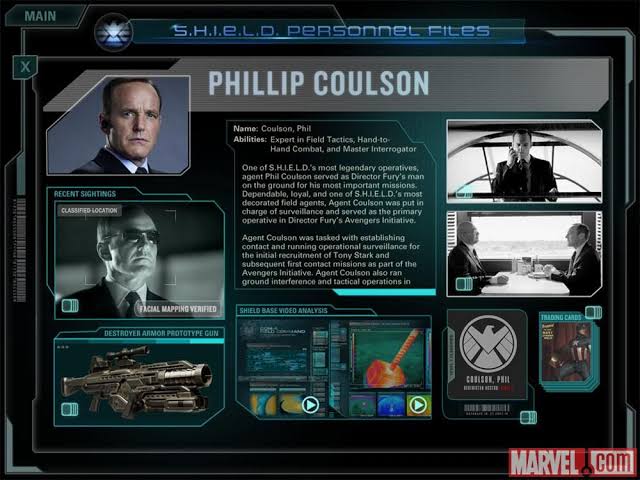 MAIN
S.H.I.E.L.D. PERSONNEL FILES
X
PHILLIP COULSON
Name: Coulson, Phil
Abilities: Expert in Field Tactics, Hand-to-
Hand Combat, and Master Interrogator
One of S.H.I.E.L.D.'s most legendary operatives,
agent Phil Coulson served as Director Fury's man
on the ground for his most important missions.
Dependable, loyal, and one of S.H.I.E.L.D.'s most
decorated field agents, Agent Coulson was put in
charge of surveillance and served as the primary
operative in Director Fury's Avengers Initiative.
Agent Coulson was tasked with establishing
contact and running operational surveillance for
the initial recruitment of Tony Stark and
subsequent first contact missions as part of the
Avengers Initiative. Agent Coulson also ran
ground interference and tactical operations in
RECENT SIGHTINGS
CLASSIFIED-LOCATION
FACIAL MAPPING VERIFIED
DESTROYER ARMOR PROTOTYPE GUN
SHIELD BASE VIDEO ANALYSIS
FIELD COMMAND
COULSON, PHIL
TRADING CARDS
MARVEL.com